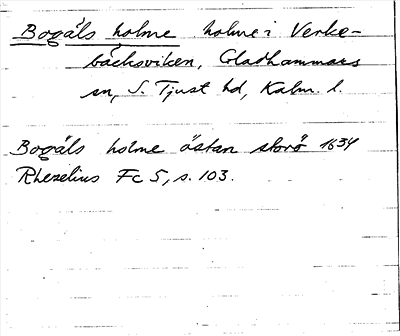 Bogåls holme holme i Verke-
bäcksviken, Gladhammars
sn, S. Tjust hd, Kalm. l.
Bogåls holme östan storö 1634
Rhezelius Fc 5, s. 103.